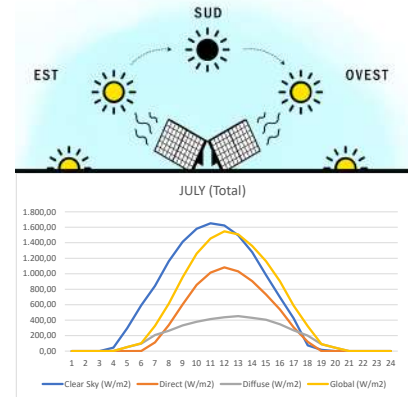 SUD
EST
OVEST
JULY (Total)
1.800,00
1.600,00
1.400,00
1.200,00
1.000,00
800,00
600,00
400,00
200,00
0,00
1 2 3 4 5 6 7 8 9 10 11 12 13 14 15 16 17 18 19 20 21 22 23 24
Clear Sky (W/m2) Direct (W/m2) Diffuse (W/m2) Global (W/m2)